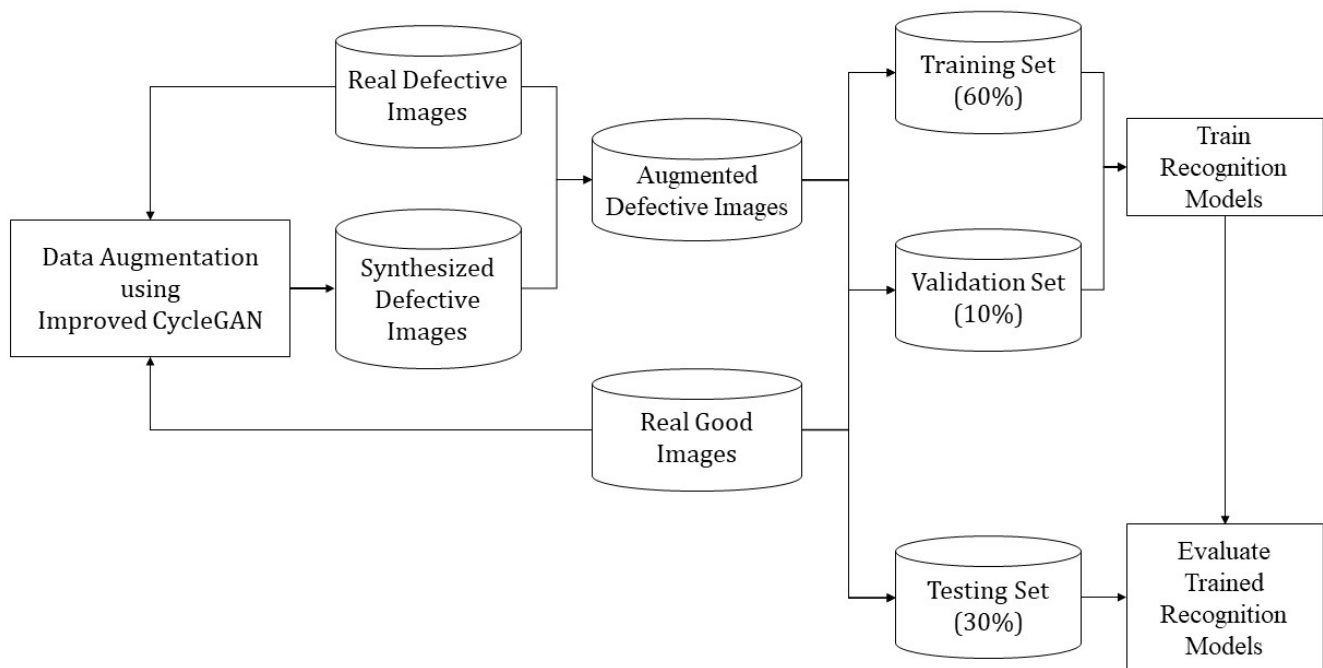 Real Defective
Images
Training Set
(60%)
Train
Recognition
Models
Augmented
Defective Images
Data Augmentation
using
Improved CycleGAN
Synthesized
Defective
Images
Validation Set
(10%)
Real Good
Images
Testing Set
(30%)
Evaluate
Trained
Recognition
Models